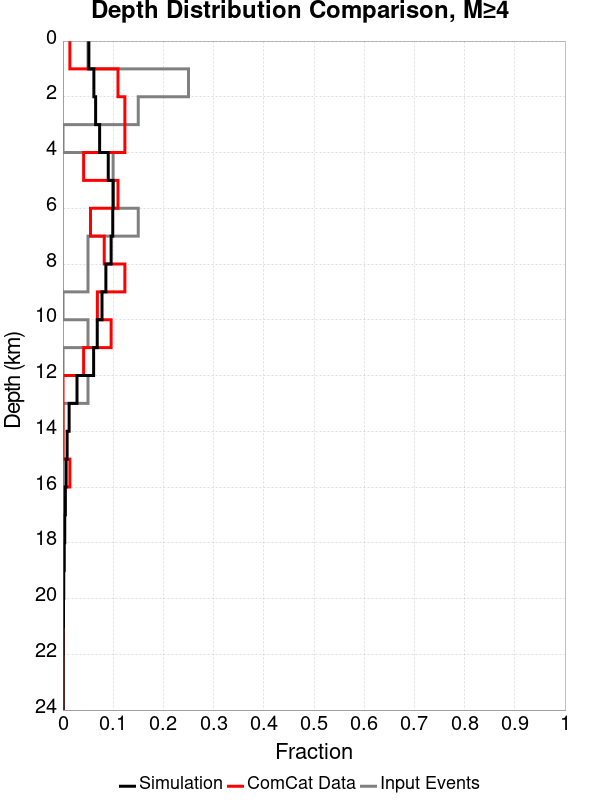 Depth Distribution Comparison, M≥4
0
2
4
6
8
10
12
14
16
18
20
22
24
Depth (km)
0 0.1 0.2 0.3 0.4 0.5 0.6 0.7 0.8 0.9 1
Fraction
Simulation ComCat Data Input Events